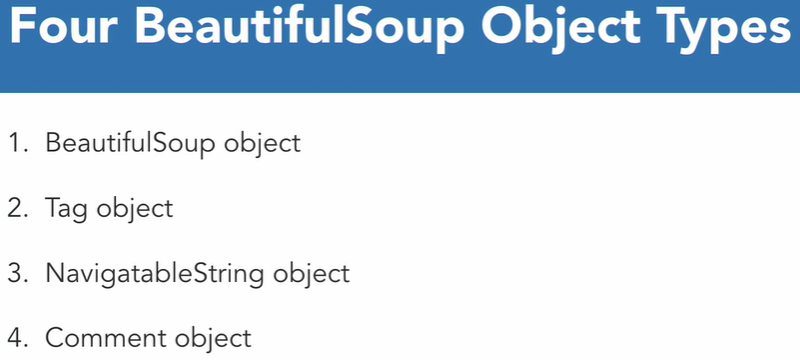 Four BeautifulSoup Object Types
1. BeautifulSoup object
2. Tag object
3. NavigatableString object
4. Comment object